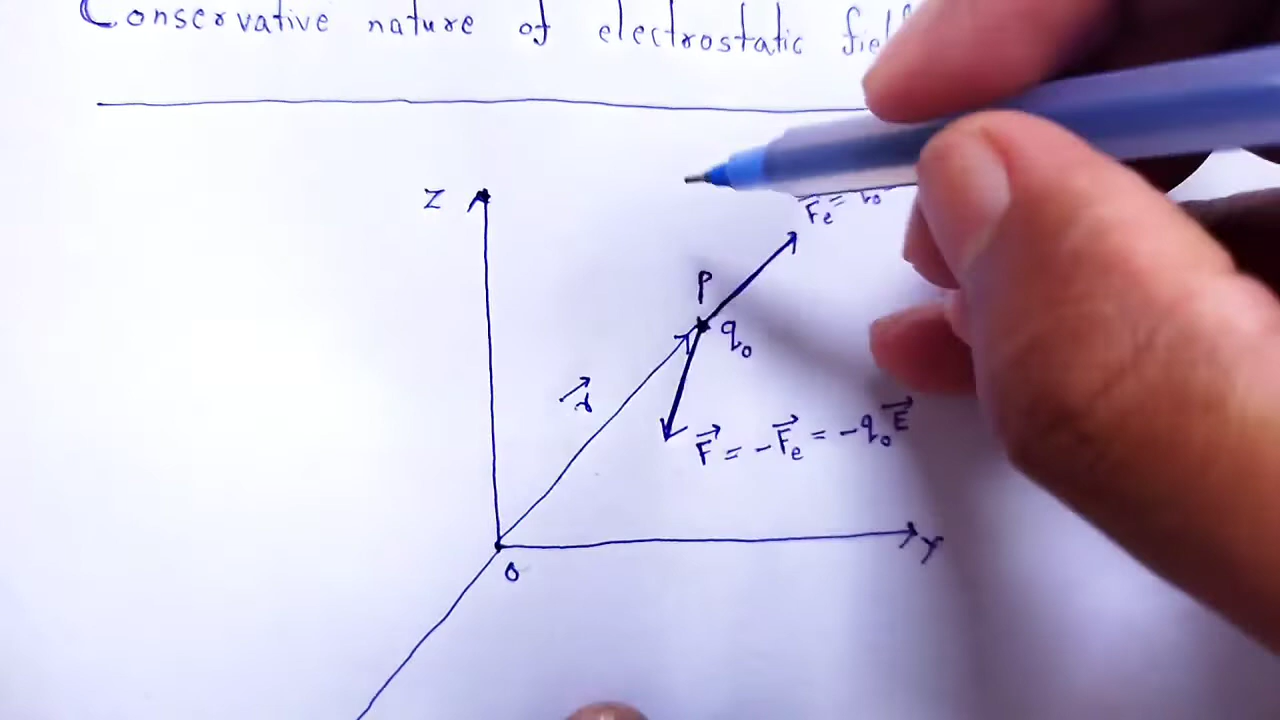 Conservative nature of electrostatic
Z
F⃗e =
P
q₀
r⃗
F⃗ = -F⃗e = -q₀E⃗
Y
O